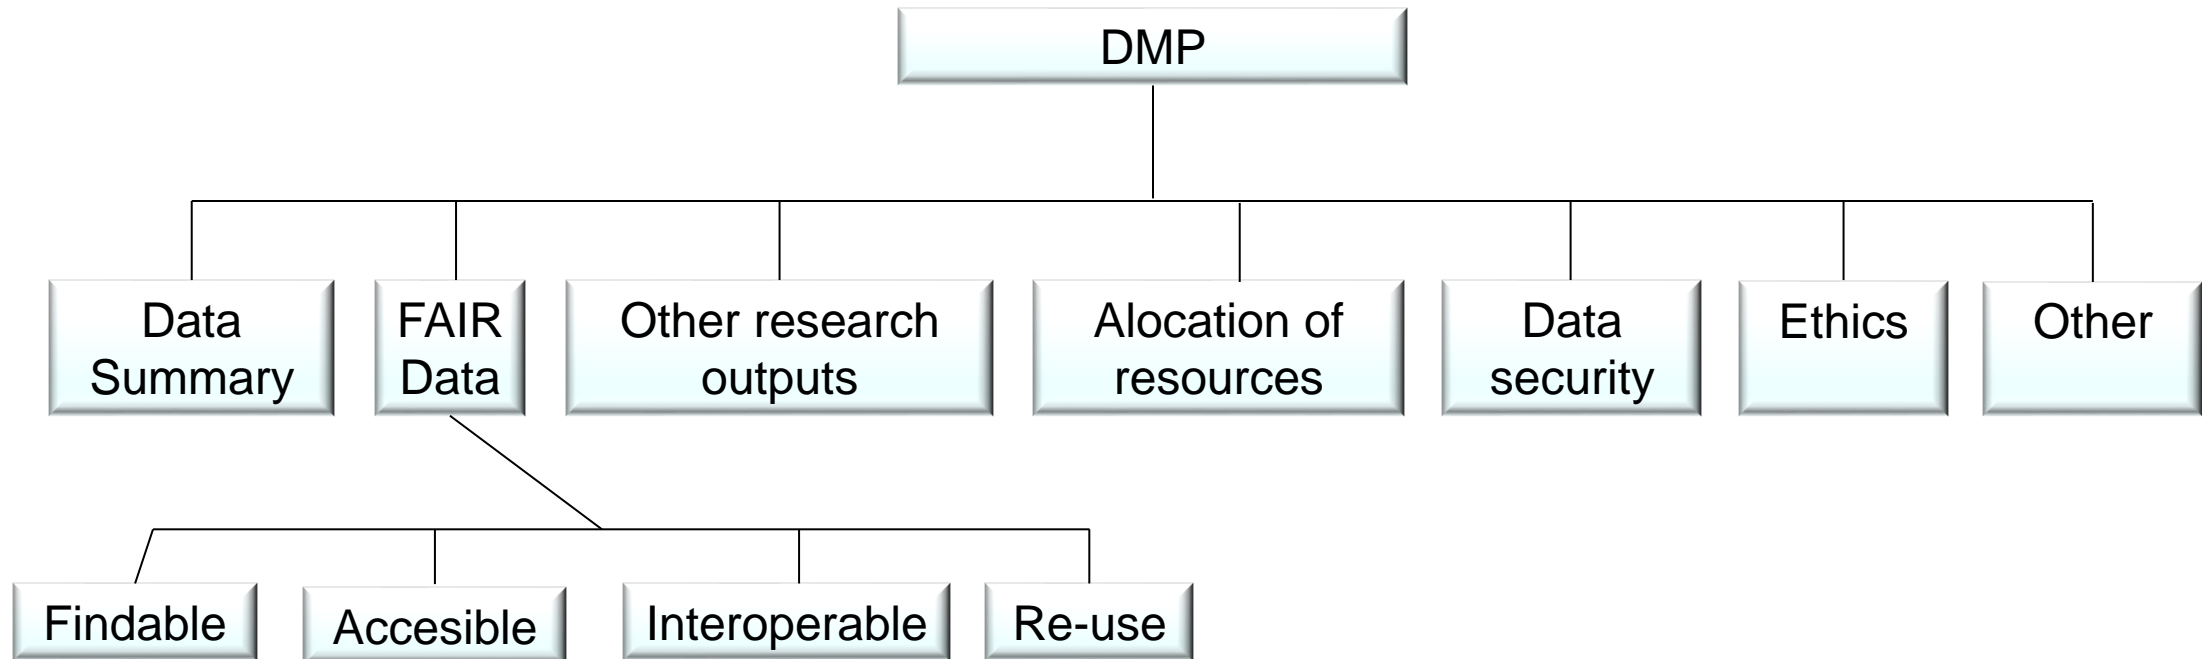 DMP
Data
Summary
FAIR
Data
Other research
outputs
Alocation of
resources
Data
security
Ethics
Other
Findable
Accesible
Interoperable
Re-use